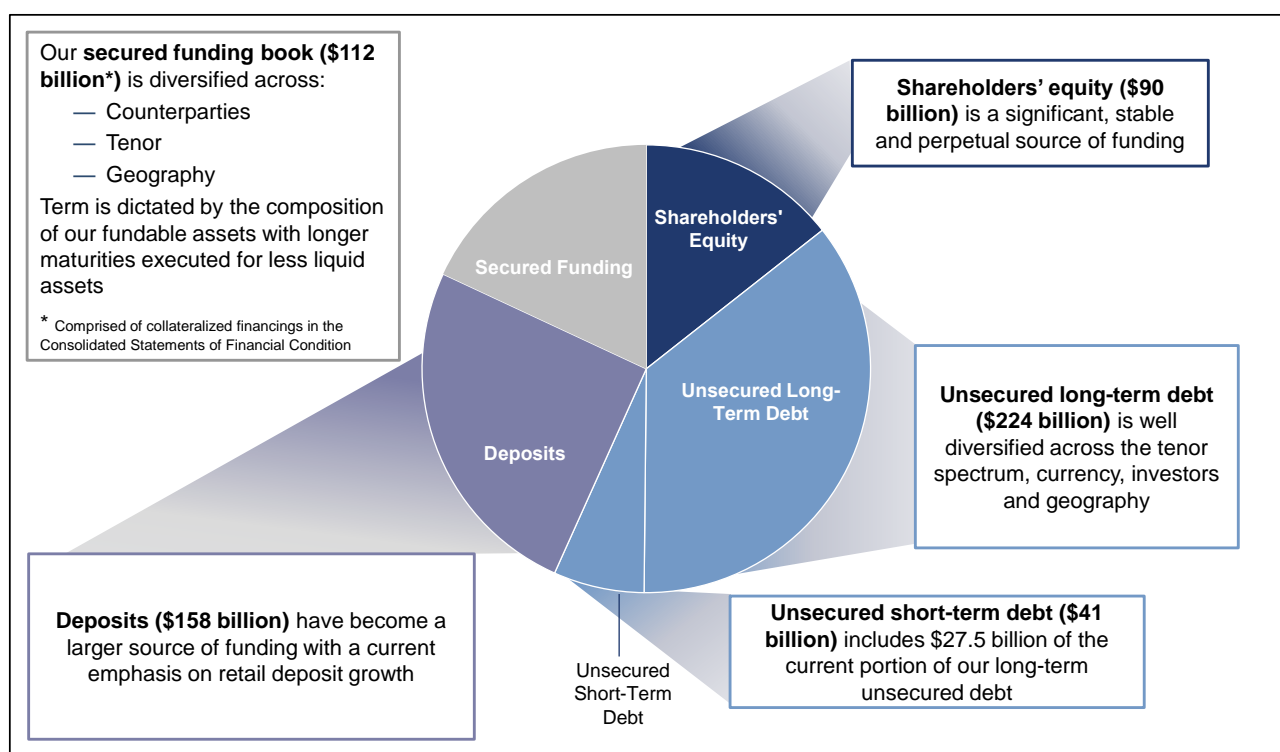 Our secured funding book ($112
billion*) is diversified across:
— Counterparties
— Tenor
— Geography
Term is dictated by the composition
of our fundable assets with longer
maturities executed for less liquid
assets
* Comprised of collateralized financings in the
Consolidated Statements of Financial Condition
Shareholders’ equity ($90
billion) is a significant, stable
and perpetual source of funding
Shareholders'
Equity
Secured Funding
Unsecured Long-
Term Debt
Deposits
Unsecured long-term debt
($224 billion) is well
diversified across the tenor
spectrum, currency, investors
and geography
Deposits ($158 billion) have become a
larger source of funding with a current
emphasis on retail deposit growth
Unsecured
Short-Term
Debt
Unsecured short-term debt ($41
billion) includes $27.5 billion of the
current portion of our long-term
unsecured debt